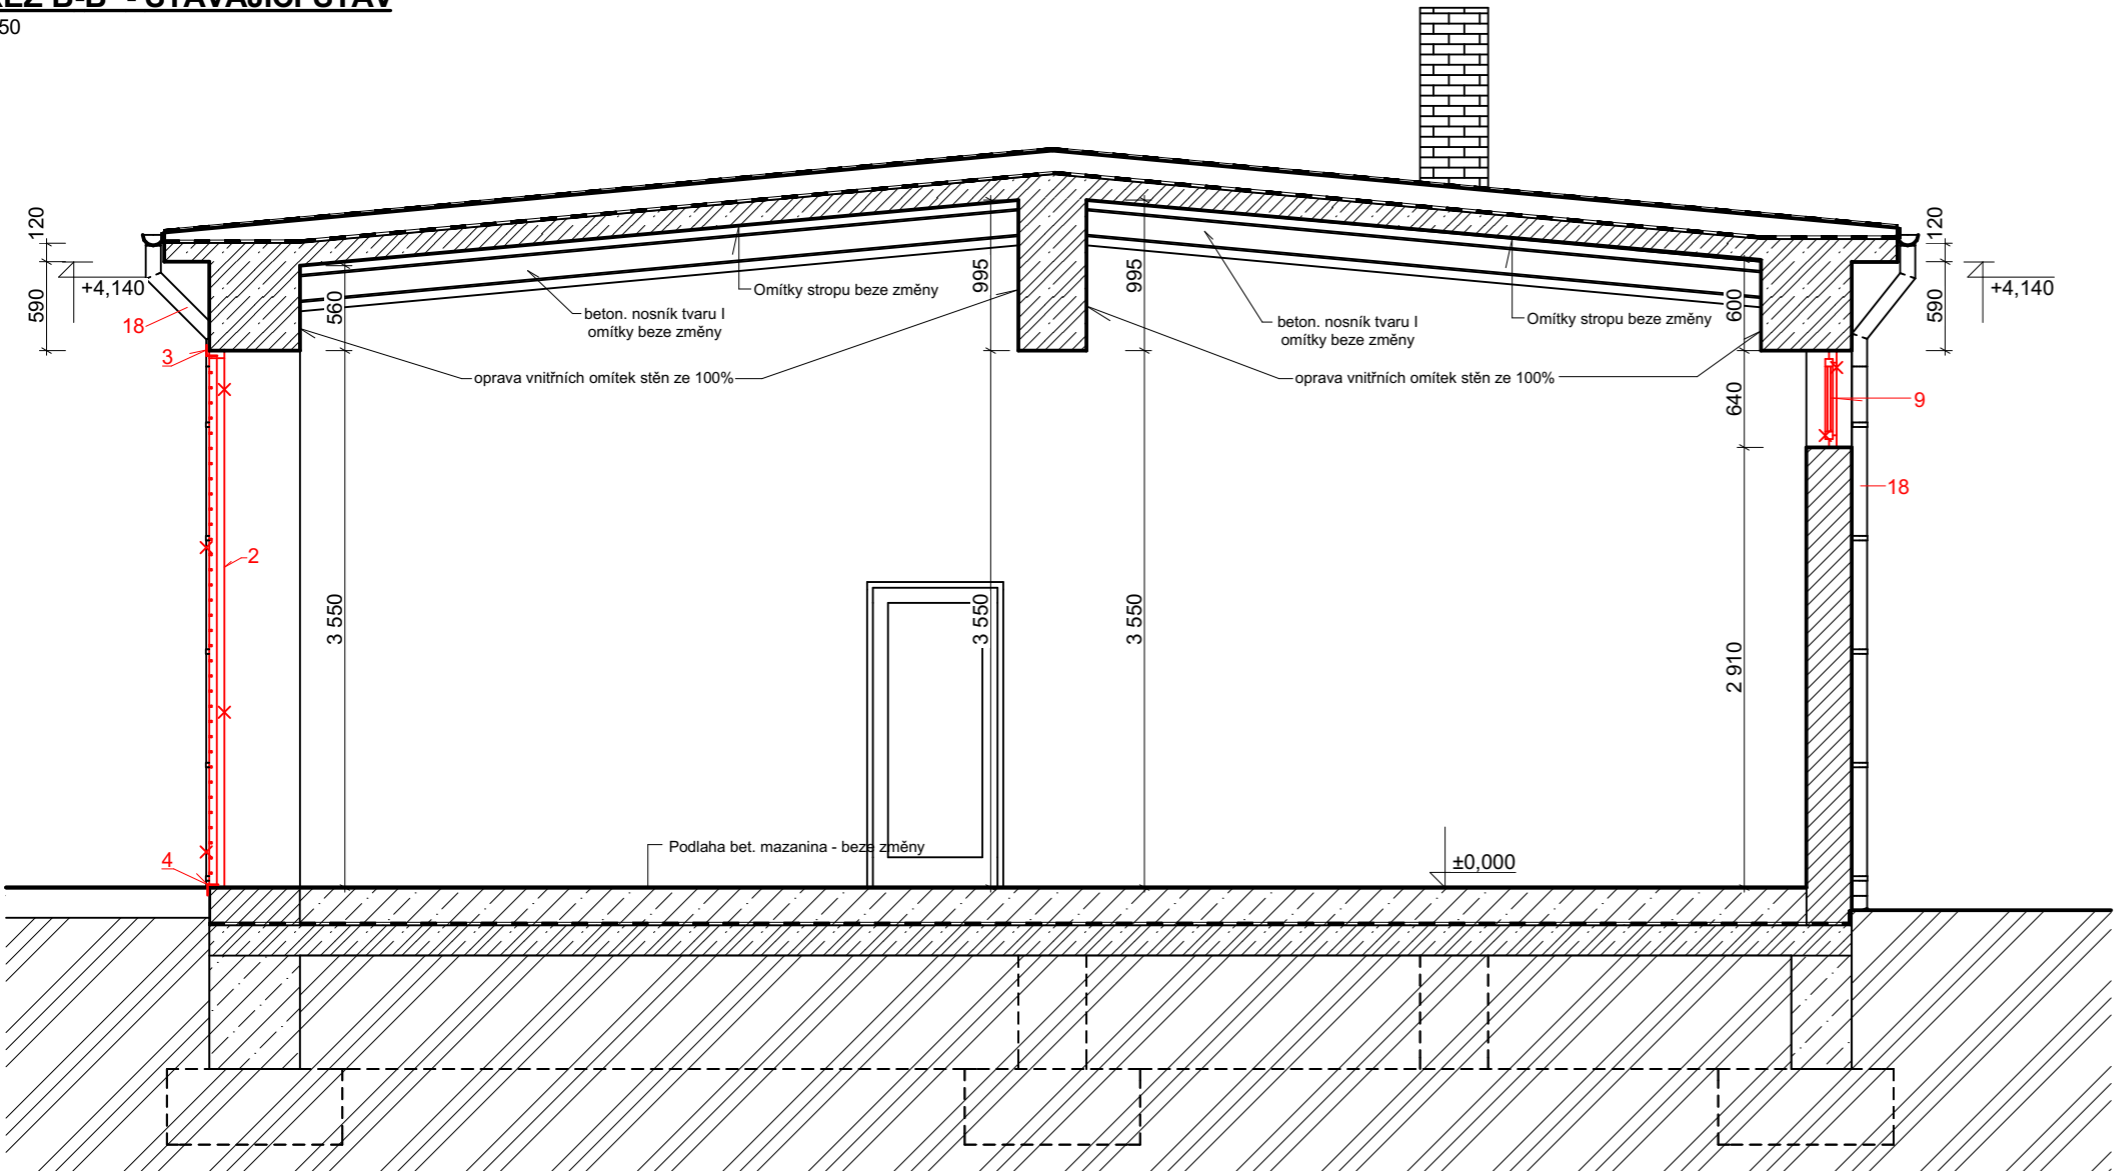 - STÁVAJÍCÍ STAV
50
120
590
+4,140
18
3
2
4
560
3 550
beton. nosník tvaru I
omítky beze změny
Omítky stropu beze změny
oprava vnitřních omítek stěn ze 100%
995
3 550
995
3 550
beton. nosník tvaru I
omítky beze změny
Omítky stropu beze změny
oprava vnitřních omítek stěn ze 100%
600
640
2 910
120
590
+4,140
9
18
Podlaha bet. mazanina - beze změny
±0,000